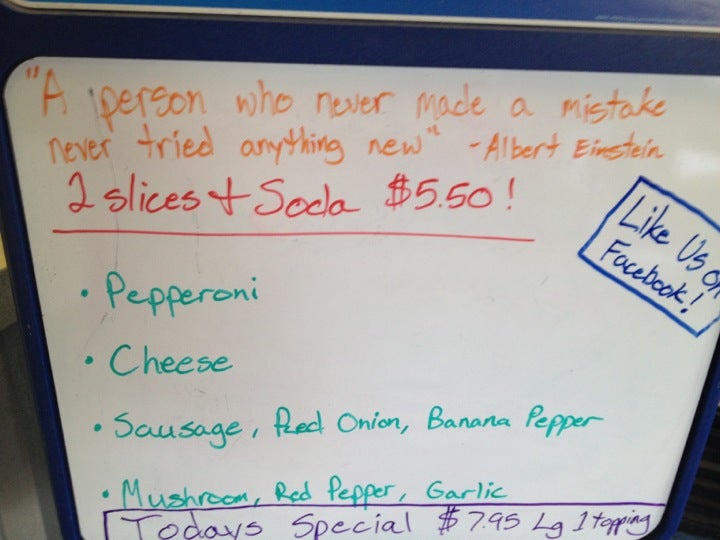 "A person who never made a mistake
never tried anything new" - Albert Einstein
2 slices + Soda $5.50!
Like Us on
Facebook!
• Pepperoni
• Cheese
• Sausage, Red Onion, Banana Pepper
• Mushroom, Red Pepper, Garlic
Todays Special $7.95 Lg 1 topping